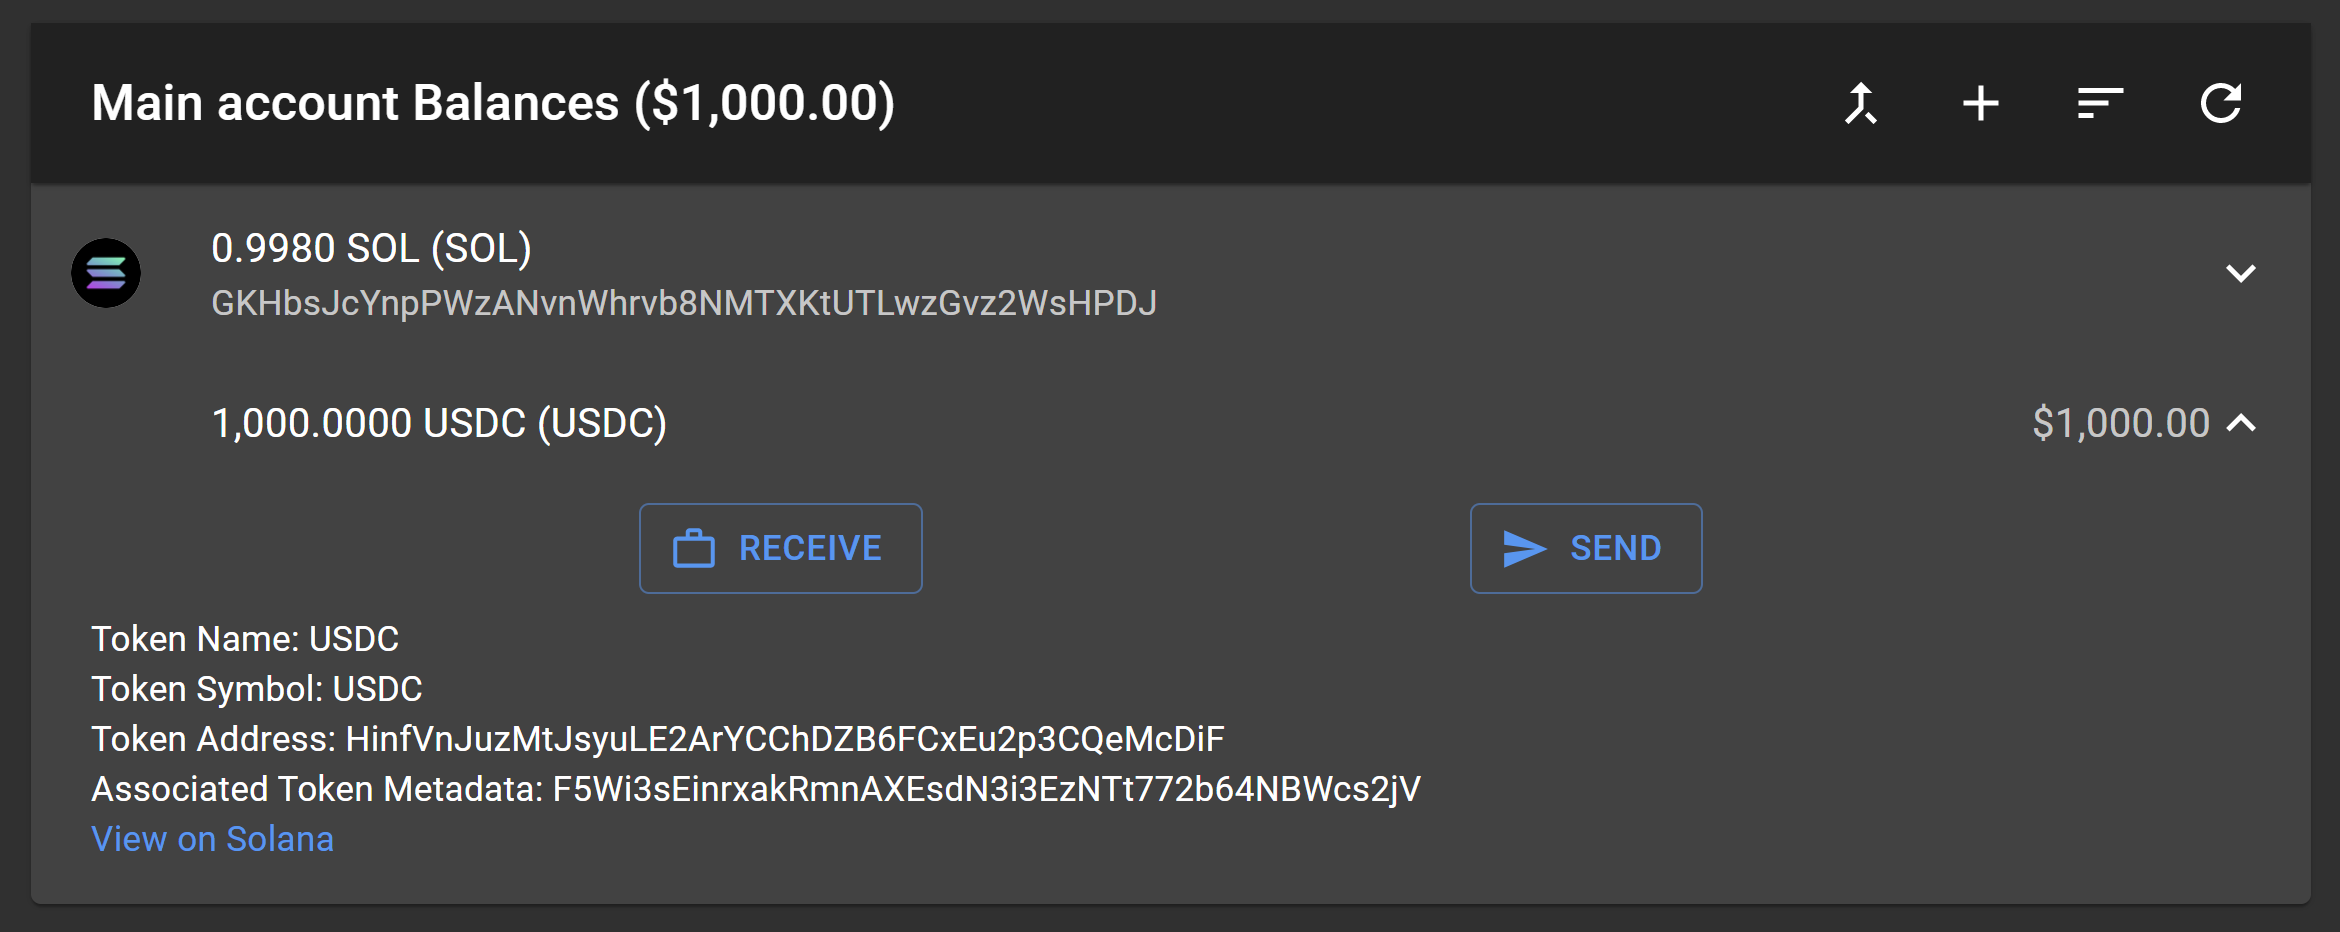 Main account Balances ($1,000.00)
0.9980 SOL (SOL)
GKHbsJcYnpPWzANvnWhrvb8NMTXKtUTLwzGvz2WsHPDJ
1,000.0000 USDC (USDC) $1,000.00
RECEIVE SEND
Token Name: USDC
Token Symbol: USDC
Token Address: HinfVnJuzMtJsyuLE2ArYCChDZB6FCxEu2p3CQeMcDiF
Associated Token Metadata: F5Wi3sEinrxakRmnAXEsdN3i3EzNTt772b64NBWcs2jV
View on Solana